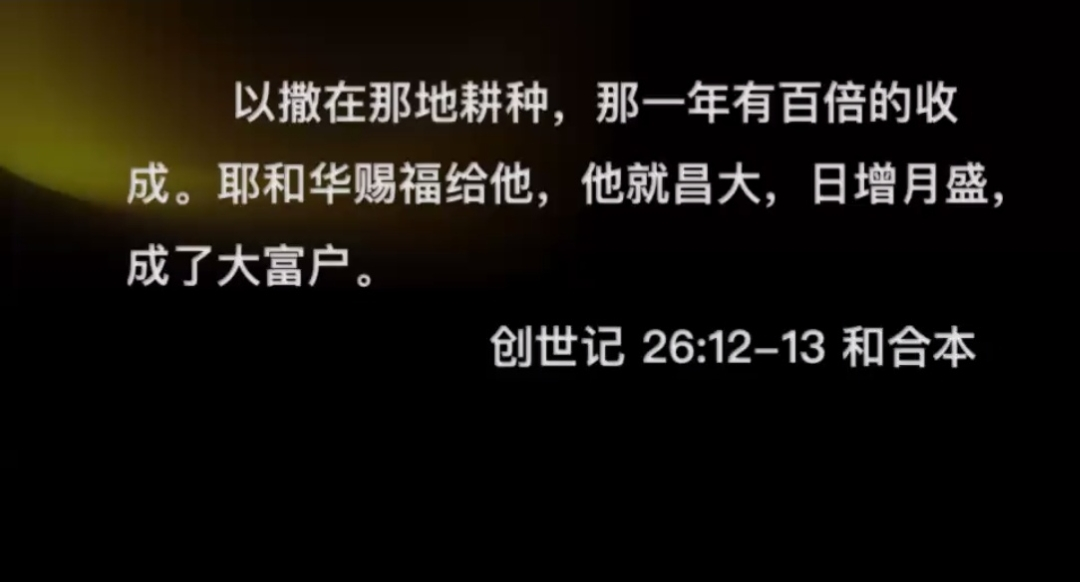 以撒在那地耕种，那一年有百倍的收
成。耶和华赐福给他，他就昌大，日增月盛，
成了大富户。
创世记 26:12-13 和合本